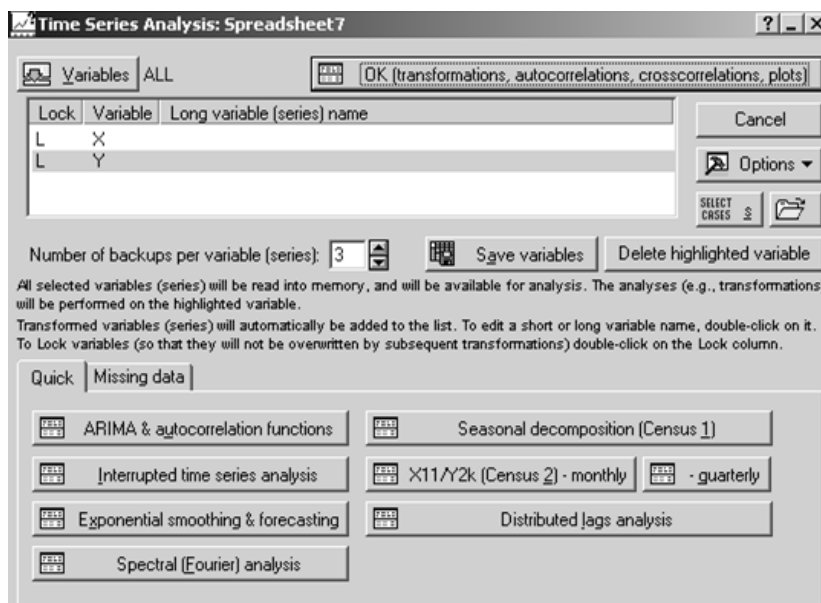 Time Series Analysis: Spreadsheet7
Variables ALL OK (transformations, autocorrelations, crosscorrelations, plots)
Lock Variable Long variable (series) name
L X
L Y
Cancel
Options
SELECT CASES S
Number of backups per variable (series): 3 Save variables Delete highlighted variable
All selected variables (series) will be read into memory, and will be available for analysis. The analyses (e.g., transformations
will be performed on the highlighted variable.
Transformed variables (series) will automatically be added to the list. To edit a short or long variable name, double-click on it.
To Lock variables (so that they will not be overwritten by subsequent transformations) double-click on the Lock column.
Quick Missing data
ARIMA & autocorrelation functions Seasonal decomposition (Census 1)
Interrupted time series analysis X11/Y2k (Census 2) - monthly - quarterly
Exponential smoothing & forecasting Distributed lags analysis
Spectral (Fourier) analysis